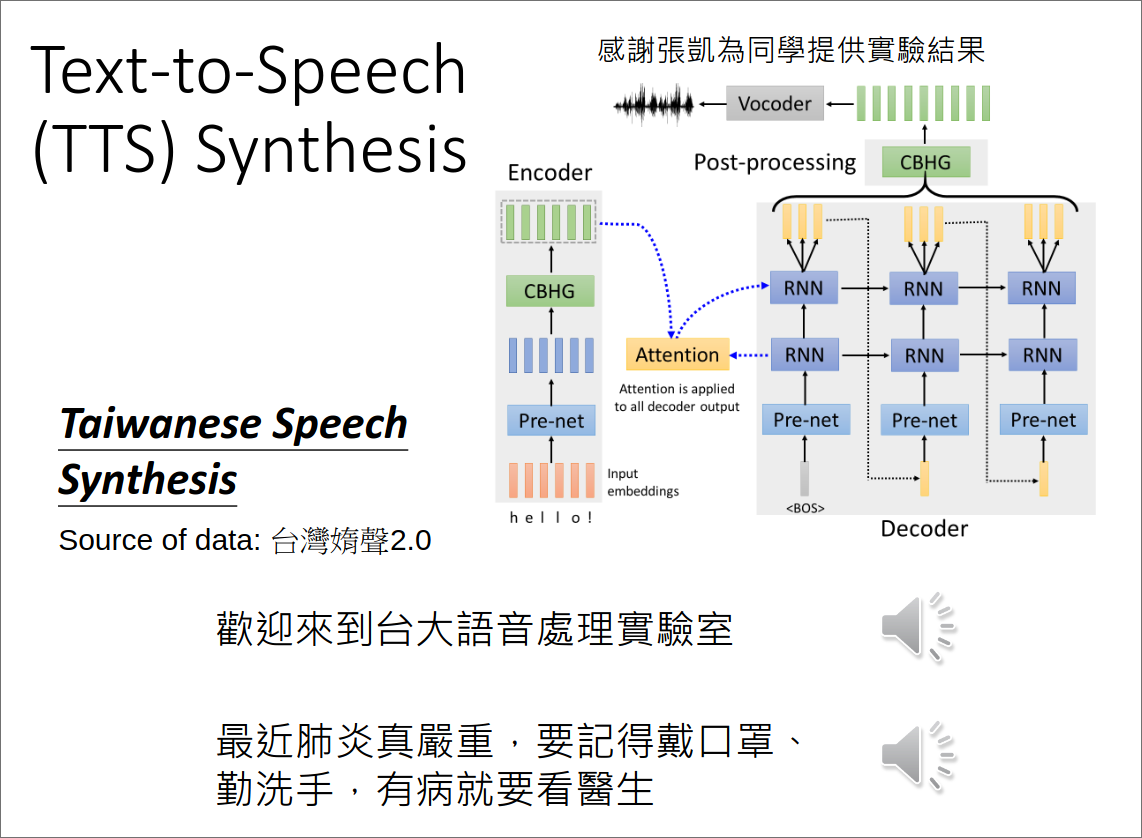 Text-to-Speech
(TTS) Synthesis
感謝張凱為同學提供實驗結果
Vocoder
Post-processing
CBHG
Encoder
CBHG
Pre-net
Input
embeddings
h e l l o !
Attention
Attention is applied
to all decoder output
RNN
RNN
RNN
RNN
RNN
RNN
Pre-net
Pre-net
Pre-net
<BOS>
Decoder
Taiwanese Speech
Synthesis
Source of data: 台灣媠聲2.0
歡迎來到台大語音處理實驗室
最近肺炎真嚴重，要記得戴口罩、
勤洗手，有病就要看醫生